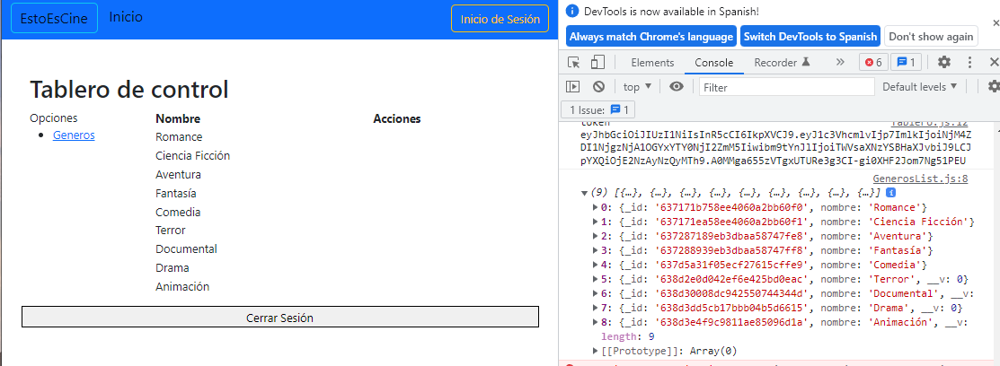 EstoEsCine Inicio Inicio de Sesión
Tablero de control
Opciones
Generos
Nombre Acciones
Romance
Ciencia Ficción
Aventura
Fantasía
Comedia
Terror
Documental
Drama
Animación
Cerrar Sesión
DevTools is now available in Spanish!
Always match Chrome's language Switch DevTools to Spanish Don't show again
Elements Console Recorder 6 1
top Filter Default levels
1 Issue: 1
token Tablero.js:12
GenerosList.js:8
(9) [{…}, {…}, {…}, {…}, {…}, {…}, {…}, {…}, {…}]
0: {_id: '637171b758ee4060a2bb60f0', nombre: 'Romance'}
1: {_id: '637171ea58ee4060a2bb60f1', nombre: 'Ciencia Ficción'}
2: {_id: '637287189eb3dbaa58747fe8', nombre: 'Aventura'}
3: {_id: '637288939eb3dbaa58747ff8', nombre: 'Fantasía'}
4: {_id: '637d5a31f05ecf27615cffe9', nombre: 'Comedia'}
5: {_id: '638d2e0d042ef6e425bd0eac', nombre: 'Terror', __v: 0}
6: {_id: '638d30008dc942550744344d', nombre: 'Documental', __v:
7: {_id: '638d3dd5cb17bbb04b5d6615', nombre: 'Drama', __v: 0}
8: {_id: '638d3e4f9c9811ae85096d1a', nombre: 'Animación', __v:
length: 9
[[Prototype]]: Array(0)